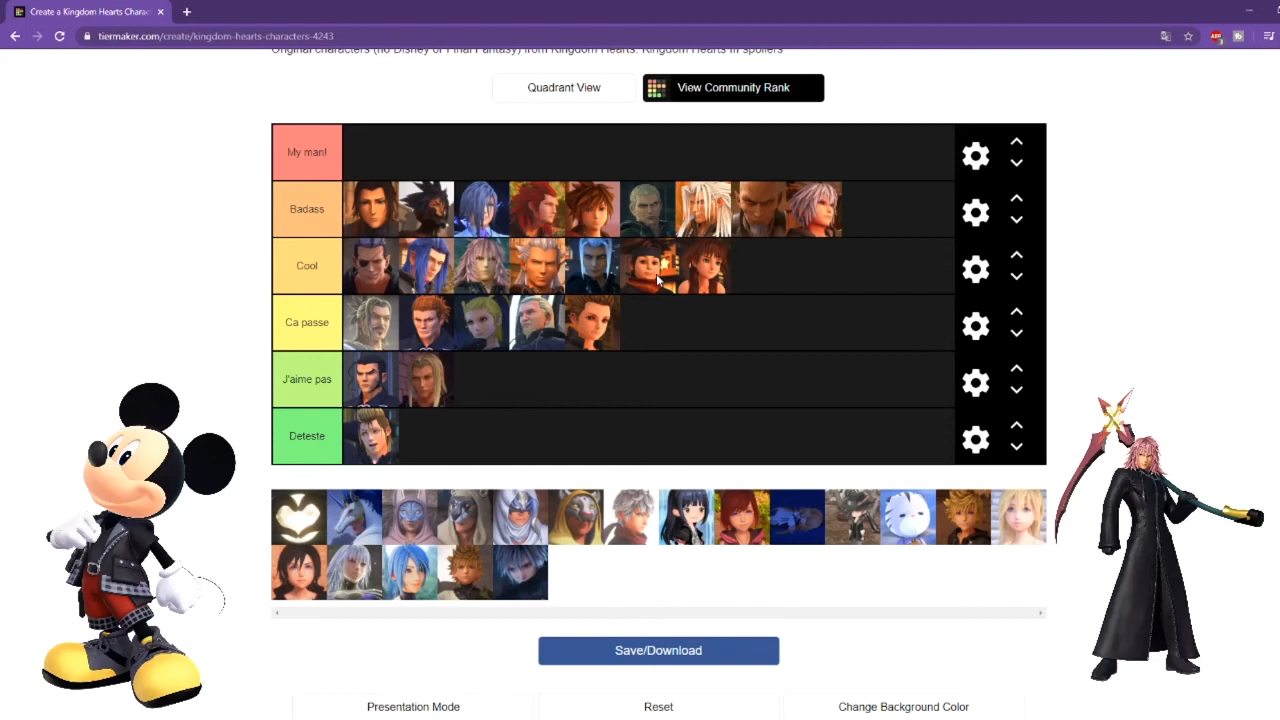 Create a Kingdom Hearts Charac
tiermaker.com/create/kingdom-hearts-characters-4243
Original characters (no Disney or Final Fantasy) from Kingdom Hearts. Kingdom Hearts III spoilers
Quadrant View
View Community Rank
My man!
Badass
Cool
Ca passe
J'aime pas
Deteste
Save/Download
Presentation Mode
Reset
Change Background Color